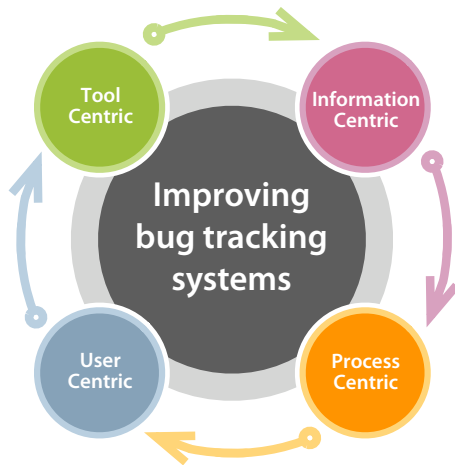 Tool
Centric
Information
Centric
Improving
bug tracking
systems
User
Centric
Process
Centric